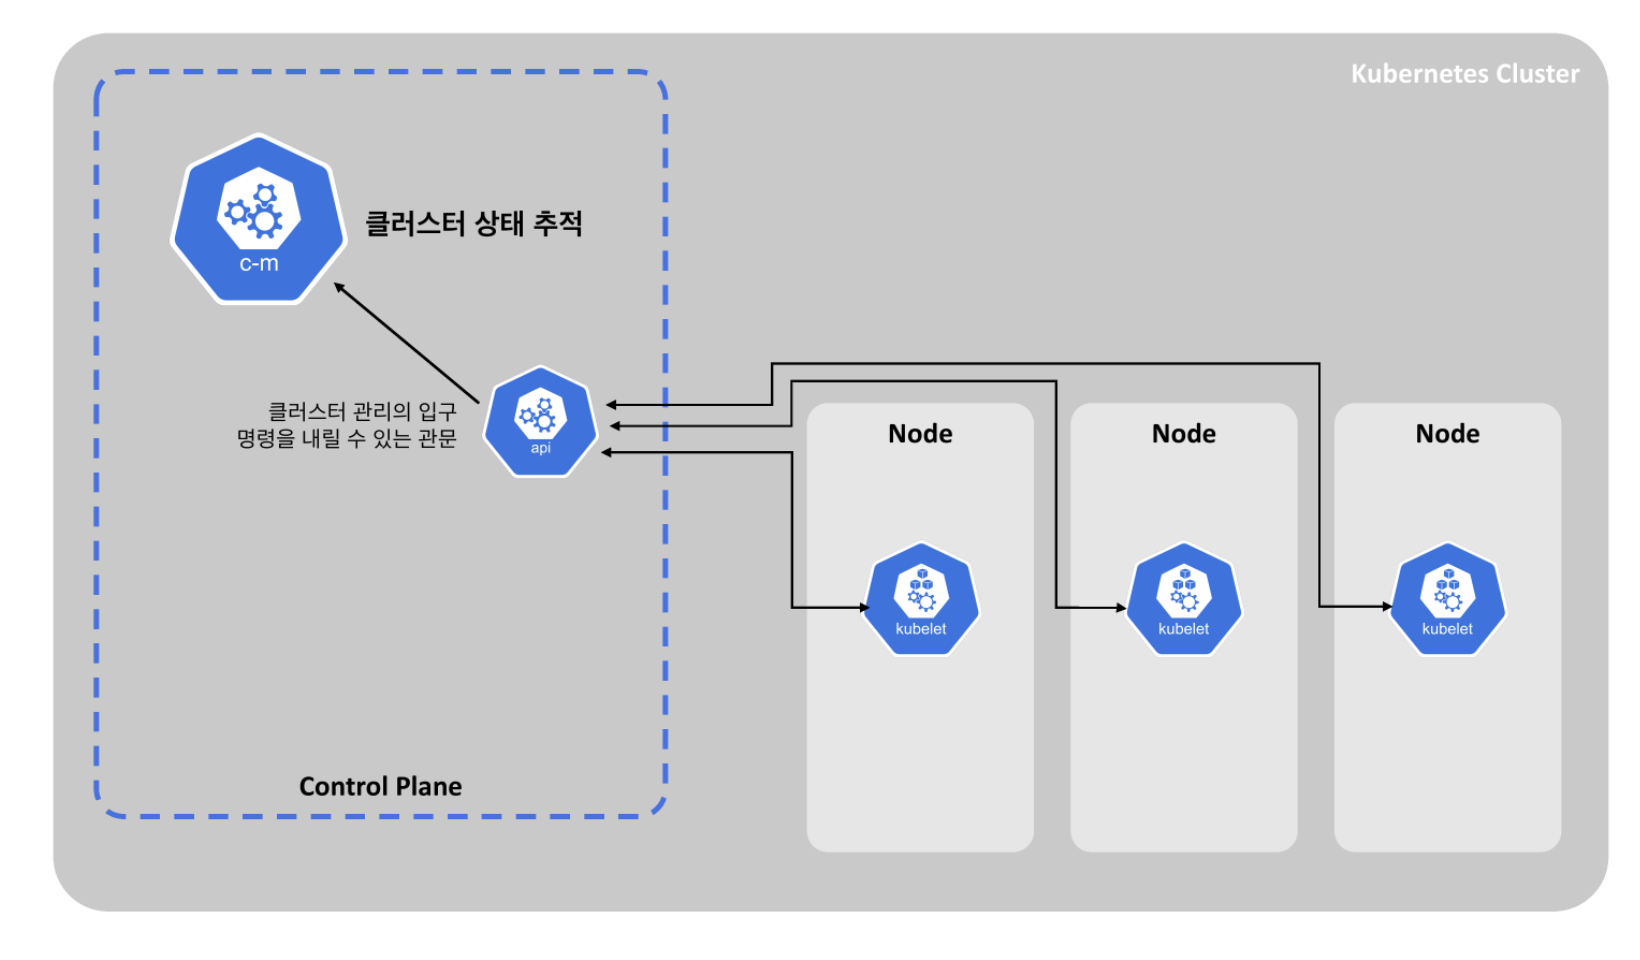 Kubernetes Cluster
c-m
클러스터 상태 추적
클러스터 관리의 입구
명령을 내릴 수 있는 관문
api
Control Plane
Node
kubelet
Node
kubelet
Node
kubelet